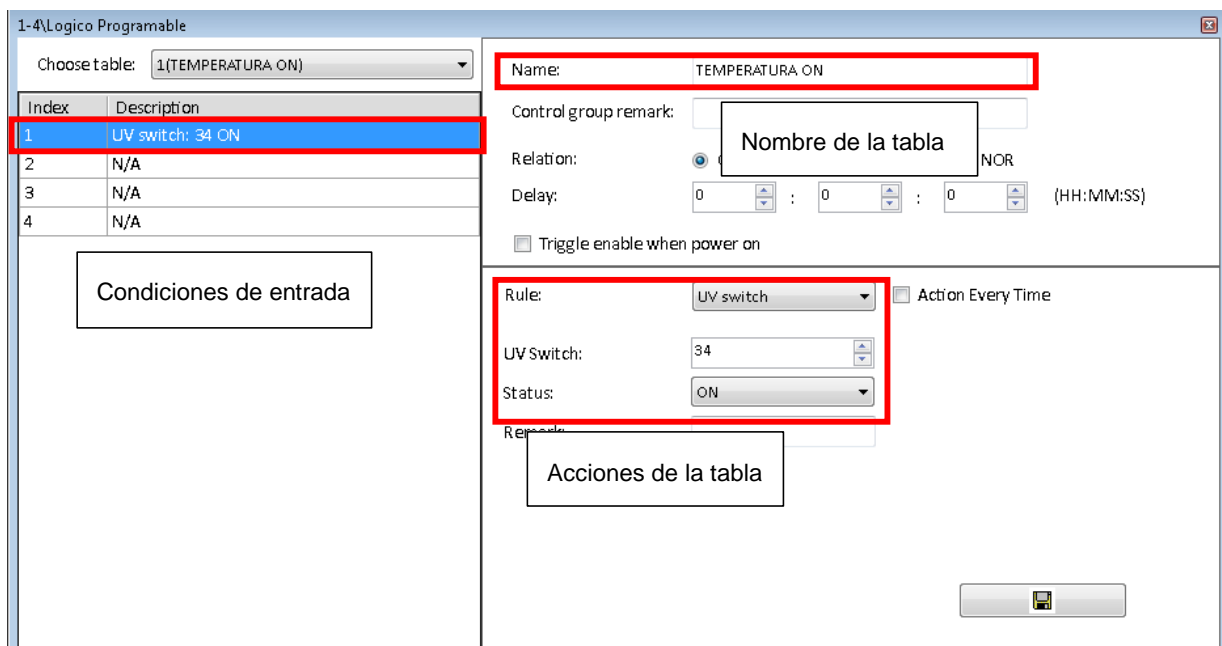 1-4\Logico Programable
Choose table: 1(TEMPERATURA ON)
Index Description
1 UV switch: 34 ON
2 N/A
3 N/A
4 N/A
Condiciones de entrada
Name: TEMPERATURA ON
Control group remark:
Nombre de la tabla
Relation: NOR
Delay: 0 : 0 : 0 (HH:MM:SS)
Triggle enable when power on
Rule: UV switch Action Every Time
UV Switch: 34
Status: ON
Acciones de la tabla